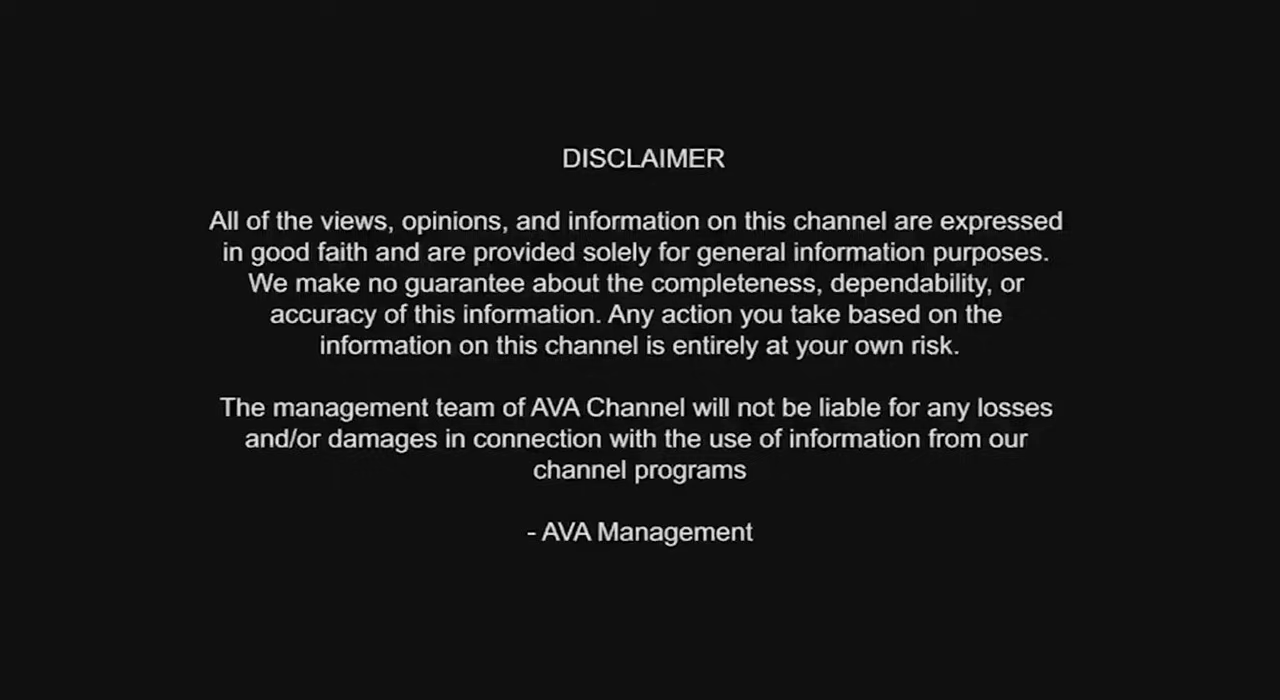 DISCLAIMER
All of the views, opinions, and information on this channel are expressed
in good faith and are provided solely for general information purposes.
We make no guarantee about the completeness, dependability, or
accuracy of this information. Any action you take based on the
information on this channel is entirely at your own risk.
The management team of AVA Channel will not be liable for any losses
and/or damages in connection with the use of information from our
channel programs
- AVA Management